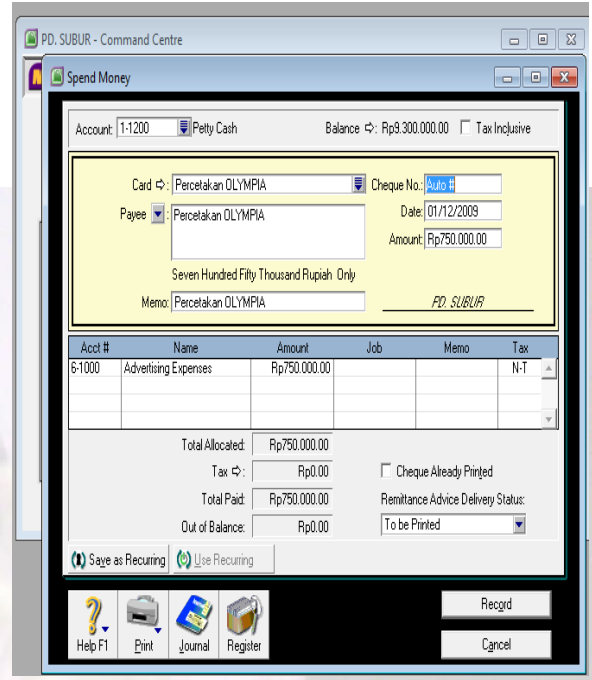 PD. SUBUR - Command Centre
Spend Money
Account: 1-1200 Petty Cash Balance ⇨: Rp9.300.000.00 Tax Inclusive
Card ⇨: Percetakan OLYMPIA Cheque No.: Auto #
Payee : Percetakan OLYMPIA Date: 01/12/2009
Amount: Rp750.000.00
Seven Hundred Fifty Thousand Rupiah Only
Memo: Percetakan OLYMPIA PD. SUBUR
Acct # Name Amount Job Memo Tax
6-1000 Advertising Expenses Rp750.000.00 N-T
Total Allocated: Rp750.000.00
Tax ⇨: Rp0.00 Cheque Already Printed
Total Paid: Rp750.000.00 Remittance Advice Delivery Status:
Out of Balance: Rp0.00 To be Printed
Save as Recurring Use Recurring
Help F1 Print Journal Register
Record
Cancel